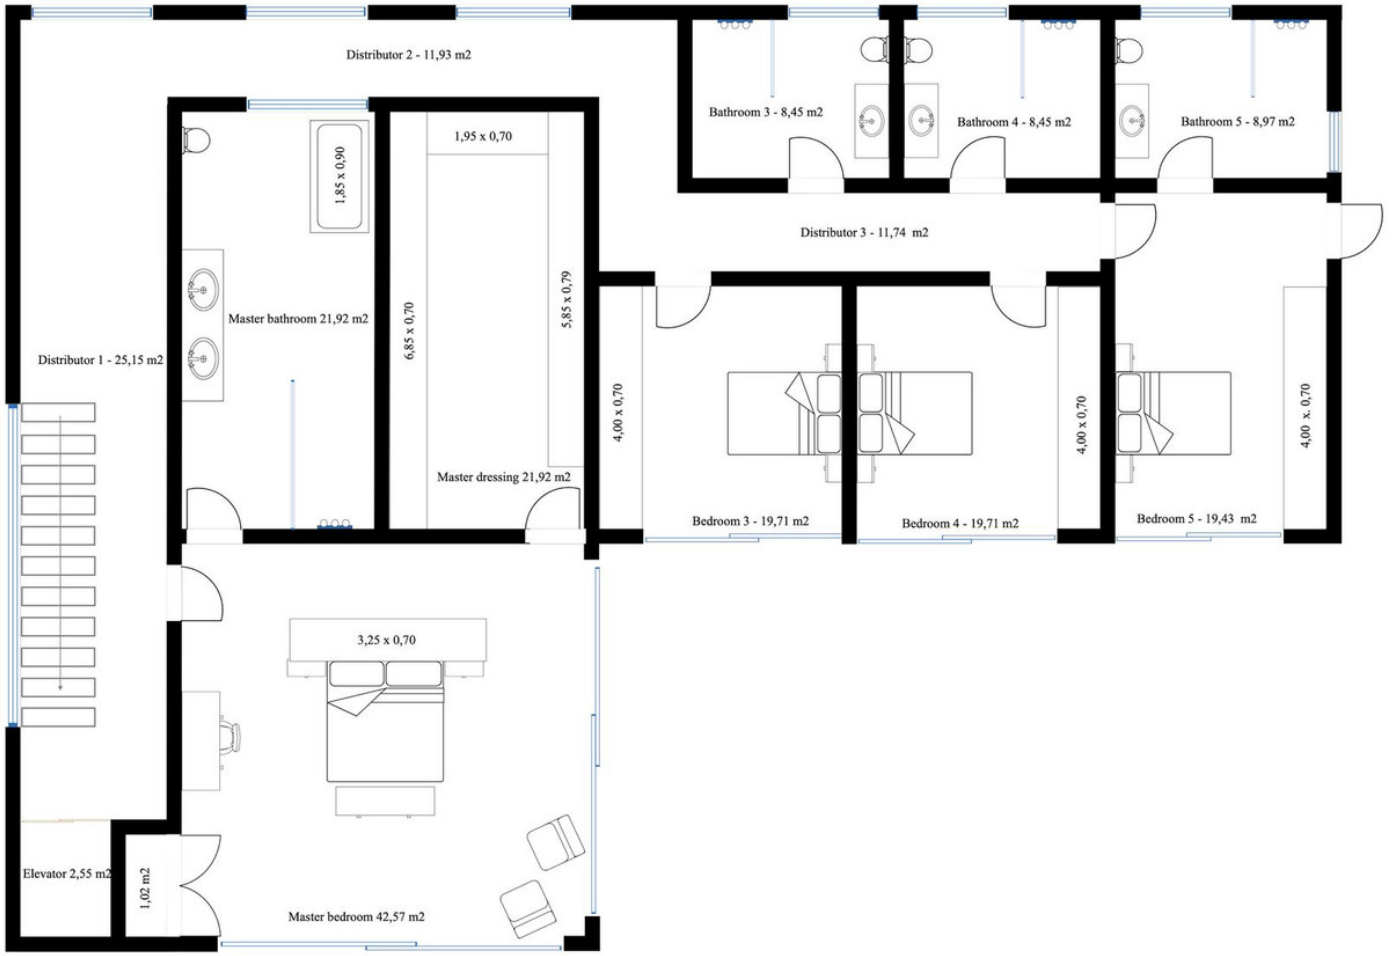 Distributor 2 - 11,93 m2
Bathroom 3 - 8,45 m2
Bathroom 4 - 8,45 m2
Bathroom 5 - 8,97 m2
1,95 x 0,70
1,85 x 0,90
Distributor 3 - 11,74 m2
Master bathroom 21,92 m2
6,85 x 0,70
5,85 x 0,79
Distributor 1 - 25,15 m2
4,00 x 0,70
4,00 x 0,70
4,00 x. 0,70
Master dressing 21,92 m2
Bedroom 3 - 19,71 m2
Bedroom 4 - 19,71 m2
Bedroom 5 - 19,43 m2
3,25 x 0,70
Elevator 2,55 m2
1,02 m2
Master bedroom 42,57 m2